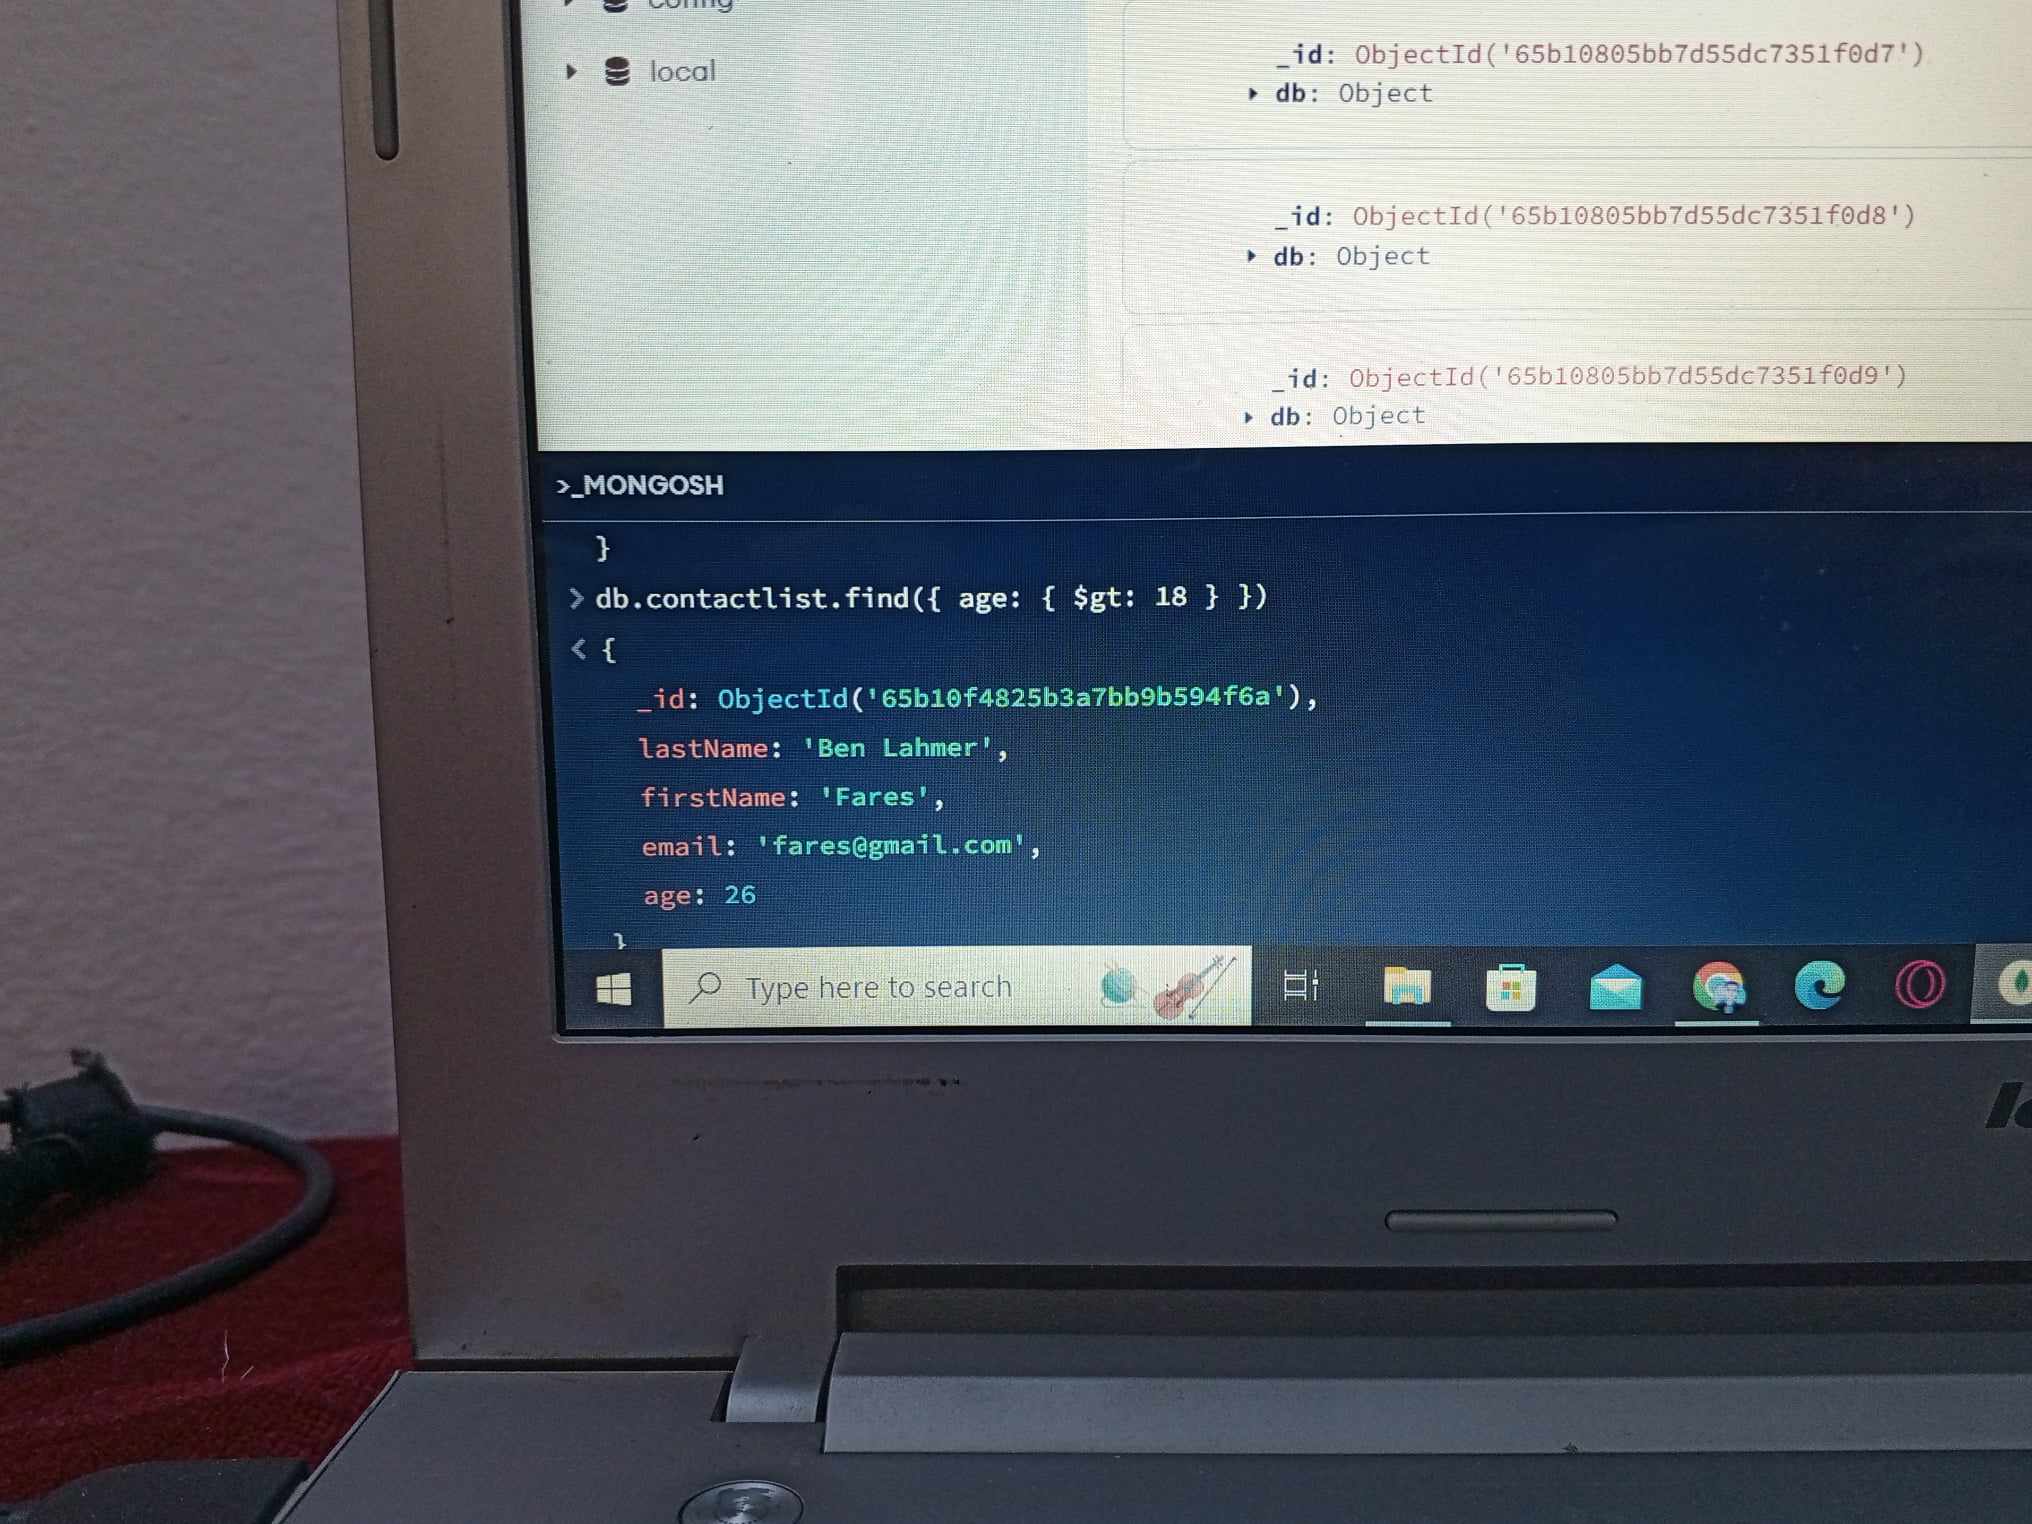 config
local
_id: ObjectId('65b10805bb7d55dc7351f0d7')
db: Object
_id: ObjectId('65b10805bb7d55dc7351f0d8')
db: Object
_id: ObjectId('65b10805bb7d55dc7351f0d9')
db: Object
>_MONGOSH
}
> db.contactlist.find({ age: { $gt: 18 } })
< {
_id: ObjectId('65b10f4825b3a7bb9b594f6a'),
lastName: 'Ben Lahmer',
firstName: 'Fares',
email: 'fares@gmail.com',
age: 26
}
Type here to search